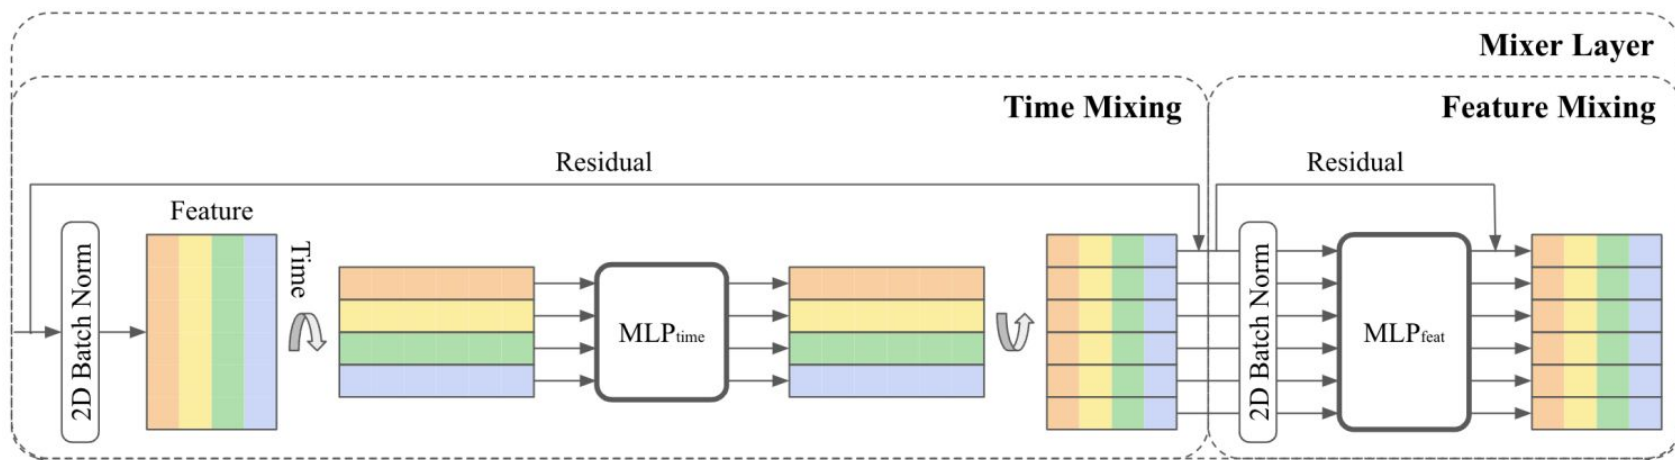 Mixer Layer
Time Mixing
Feature Mixing
Residual
Residual
Feature
Time
2D Batch Norm
MLPtime
2D Batch Norm
MLPfeat